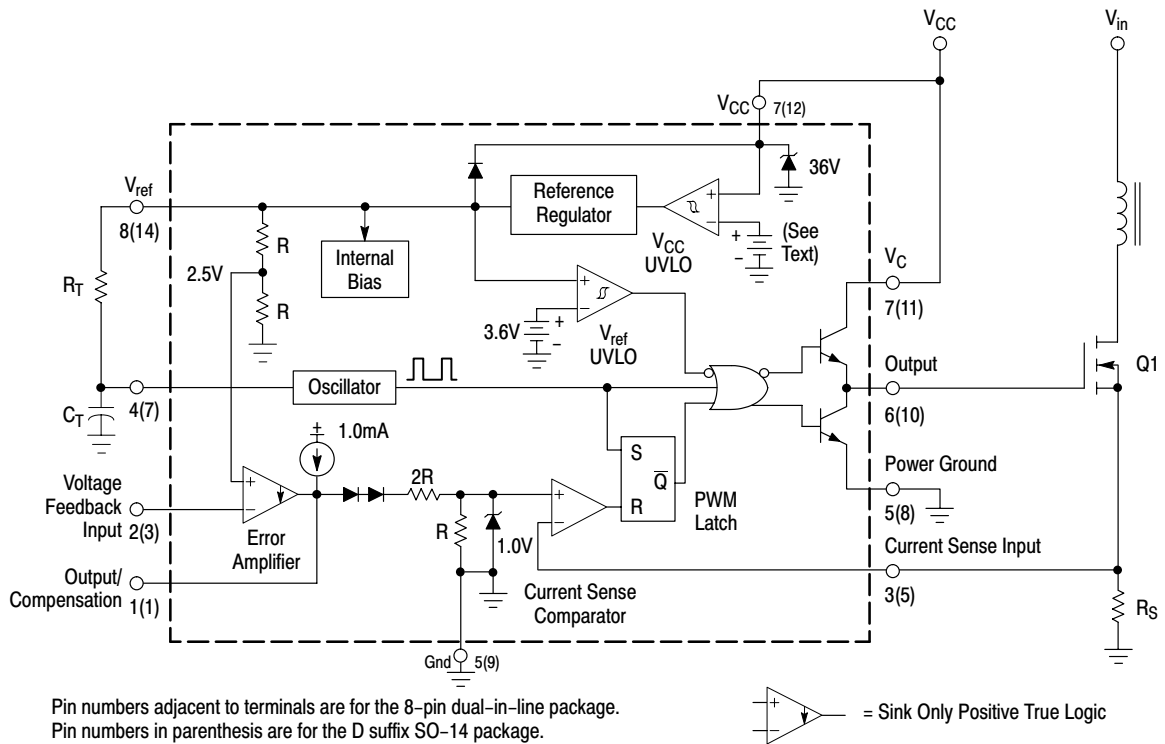 VCC
Vin
VCC 7(12)
36V
Vref
8(14)
Reference
Regulator
+
−
VCC
UVLO
+
−
(See
Text)
R
Internal
Bias
2.5V
R
RT
+
−
3.6V
+
−
Vref
UVLO
VC
7(11)
Output
6(10)
Q1
Oscillator
4(7)
CT
+
1.0mA
S
Q
R
PWM
Latch
Power Ground
5(8)
Voltage
Feedback
Input
2(3)
+
−
Error
Amplifier
2R
R
1.0V
+
−
Current Sense
Comparator
Current Sense Input
3(5)
RS
Output/
Compensation
1(1)
Gnd 5(9)
Pin numbers adjacent to terminals are for the 8−pin dual−in−line package.
Pin numbers in parenthesis are for the D suffix SO−14 package.
+
−
= Sink Only Positive True Logic